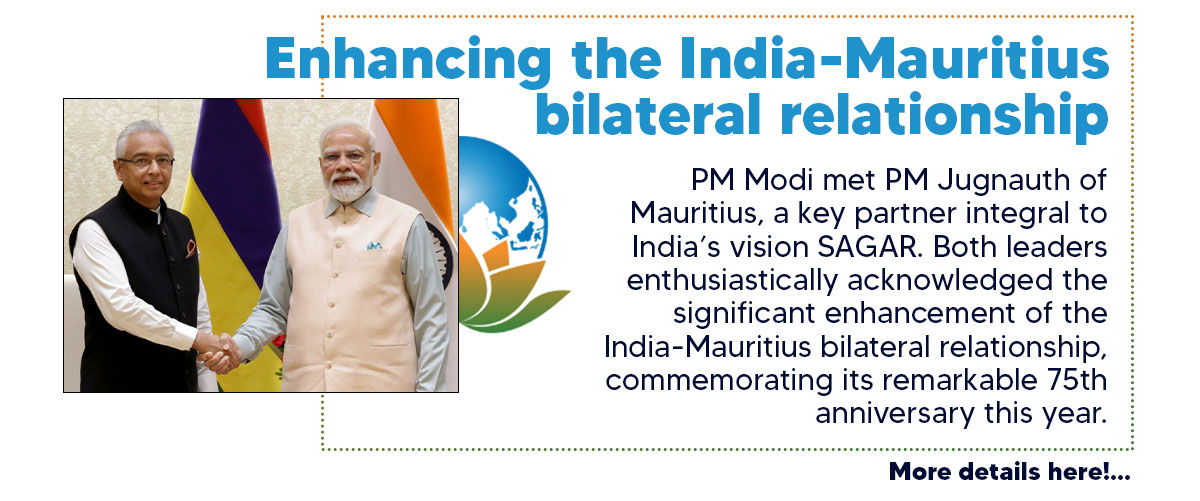 Enhancing the India-Mauritius
bilateral relationship
PM Modi met PM Jugnauth of
Mauritius, a key partner integral to
India's vision SAGAR. Both leaders
enthusiastically acknowledged the
significant enhancement of the
India-Mauritius bilateral relationship,
commemorating its remarkable 75th
anniversary this year.
More details here!...